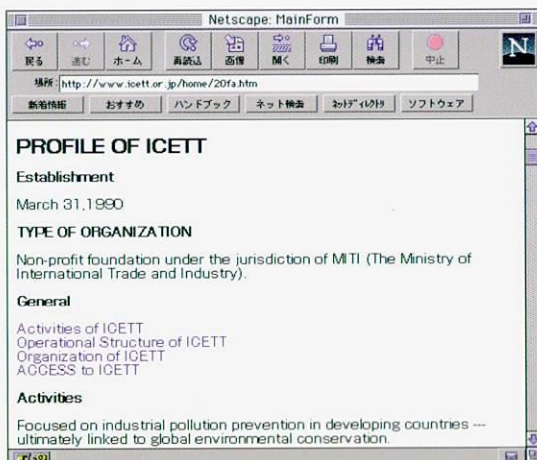 Netscape: MainForm
戻る 進む ホーム 再読込 画像 開く 印刷 検索 中止
N
場所: http://www.icett.or.jp/home/20fa.htm
新着情報 おすすめ ハンドブック ネット検索 ネットディレクトリ ソフトウェア
PROFILE OF ICETT
Establishment
March 31,1990
TYPE OF ORGANIZATION
Non-profit foundation under the jurisdiction of MITI (The Ministry of
International Trade and Industry).
General
Activities of ICETT
Operational Structure of ICETT
Organization of ICETT
ACCESS to ICETT
Activities
Focused on industrial pollution prevention in developing countries ---
ultimately linked to global environmental conservation.